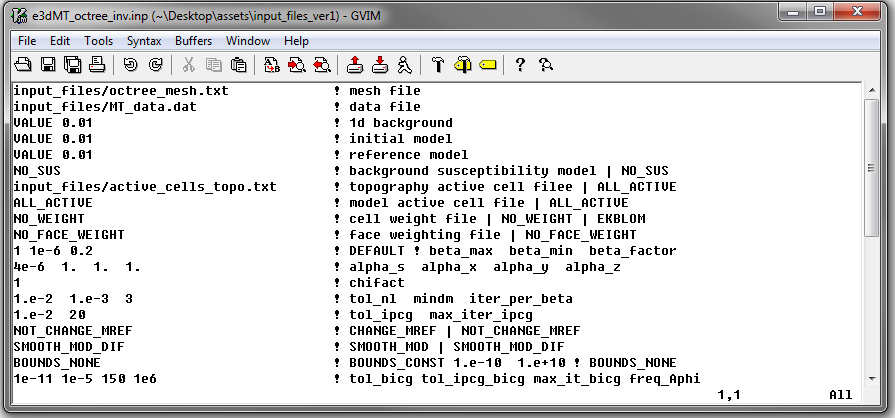 e3dMT_octree_inv.inp (~\Desktop\assets\input_files_ver1) - GVIM
File Edit Tools Syntax Buffers Window Help
input_files/octree_mesh.txt ! mesh file
input_files/MT_data.dat ! data file
VALUE 0.01 ! 1d background
VALUE 0.01 ! initial model
VALUE 0.01 ! reference model
NO_SUS ! background susceptibility model | NO_SUS
input_files/active_cells_topo.txt ! topography active cell filee | ALL_ACTIVE
ALL_ACTIVE ! model active cell file | ALL_ACTIVE
NO_WEIGHT ! cell weight file | NO_WEIGHT | EKBLOM
NO_FACE_WEIGHT ! face weighting file | NO_FACE_WEIGHT
1 1e-6 0.2 ! DEFAULT ! beta_max beta_min beta_factor
4e-6 1. 1. 1. ! alpha_s alpha_x alpha_y alpha_z
1 ! chifact
1.e-2 1.e-3 3 ! tol_nl mindm iter_per_beta
1.e-2 20 ! tol_ipcg max_iter_ipcg
NOT_CHANGE_MREF ! CHANGE_MREF | NOT_CHANGE_MREF
SMOOTH_MOD_DIF ! SMOOTH_MOD | SMOOTH_MOD_DIF
BOUNDS_NONE ! BOUNDS_CONST 1.e-10 1.e+10 ! BOUNDS_NONE
1e-11 1e-5 150 1e6 ! tol_bicg tol_ipcg_bicg max_it_bicg freq_Aphi
1,1 All